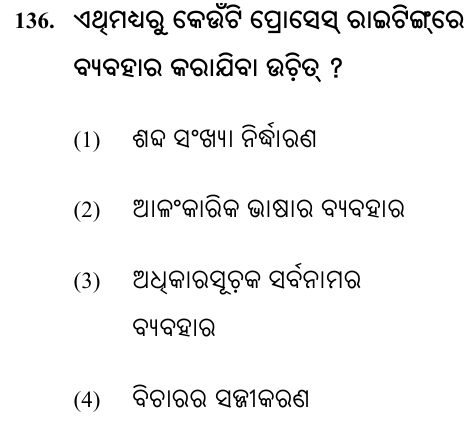 136. ଏଥିମଧ୍ୟରୁ କେଉଁଟି ପ୍ରୋସେସ୍ ରାଇଟିଙ୍ଗ୍‌ରେ
ବ୍ୟବହାର କରାଯିବା ଉଚିତ୍ ?
(1) ଶବ୍ଦ ସଂଖ୍ୟା ନିର୍ଦ୍ଧାରଣ
(2) ଆଳଂକାରିକ ଭାଷାର ବ୍ୟବହାର
(3) ଅଧିକାରସୂଚକ ସର୍ବନାମର
ବ୍ୟବହାର
(4) ବିଚାରର ସଜ୍ଜୀକରଣ